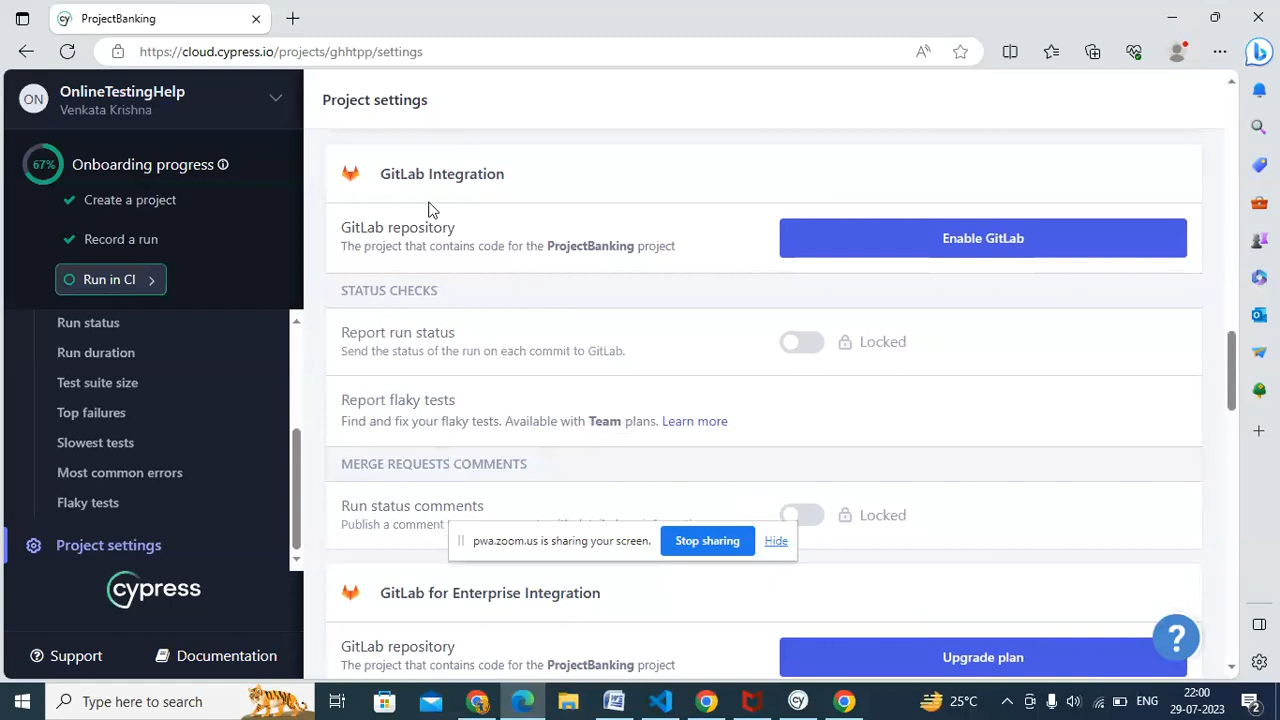 ProjectBanking
https://cloud.cypress.io/projects/ghhtpp/settings
ON
OnlineTestingHelp
Venkata Krishna
67%
Onboarding progress
Create a project
Record a run
Run in CI
Run status
Run duration
Test suite size
Top failures
Slowest tests
Most common errors
Flaky tests
Project settings
cypress
Support
Documentation
Project settings
GitLab Integration
GitLab repository
The project that contains code for the ProjectBanking project
Enable GitLab
STATUS CHECKS
Report run status
Send the status of the run on each commit to GitLab.
Locked
Report flaky tests
Find and fix your flaky tests. Available with Team plans. Learn more
MERGE REQUESTS COMMENTS
Run status comments
Publish a comment
Locked
pwa.zoom.us is sharing your screen.
Stop sharing
Hide
GitLab for Enterprise Integration
GitLab repository
The project that contains code for the ProjectBanking project
Upgrade plan
?
Type here to search
25°C
ENG
22:00
29-07-2023
2